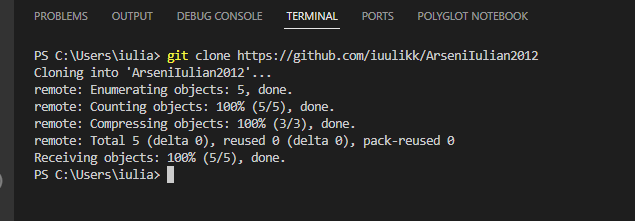 PROBLEMS OUTPUT DEBUG CONSOLE TERMINAL PORTS POLYGLOT NOTEBOOK
PS C:\Users\iulia> git clone https://github.com/iuulikk/ArseniIulian2012
Cloning into 'ArseniIulian2012'...
remote: Enumerating objects: 5, done.
remote: Counting objects: 100% (5/5), done.
remote: Compressing objects: 100% (3/3), done.
remote: Total 5 (delta 0), reused 0 (delta 0), pack-reused 0
Receiving objects: 100% (5/5), done.
PS C:\Users\iulia>